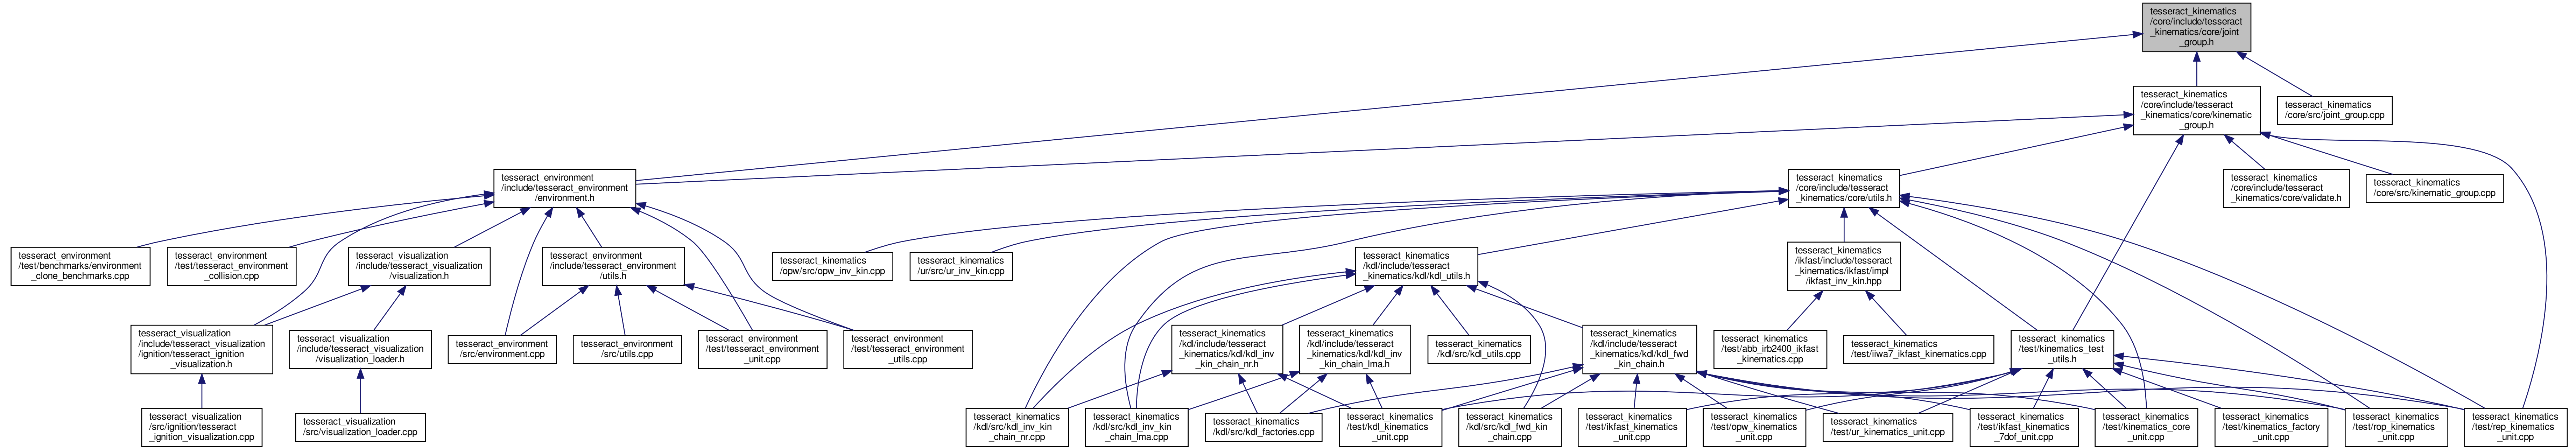 tesseract_kinematics
/core/include/tesseract
_kinematics/core/joint
_group.h
tesseract_kinematics
/core/include/tesseract
_kinematics/core/kinematic
_group.h
tesseract_kinematics
/core/src/joint_group.cpp
tesseract_environment
/include/tesseract_environment
/environment.h
tesseract_kinematics
/core/include/tesseract
_kinematics/core/utils.h
tesseract_kinematics
/core/include/tesseract
_kinematics/core/validate.h
tesseract_kinematics
/core/src/kinematic_group.cpp
tesseract_environment
/test/benchmarks/environment
_clone_benchmarks.cpp
tesseract_environment
/test/tesseract_environment
_collision.cpp
tesseract_visualization
/include/tesseract_visualization
/visualization.h
tesseract_environment
/include/tesseract_environment
/utils.h
tesseract_kinematics
/opw/src/opw_inv_kin.cpp
tesseract_kinematics
/ur/src/ur_inv_kin.cpp
tesseract_kinematics
/kdl/include/tesseract
_kinematics/kdl/kdl_utils.h
tesseract_kinematics
/ikfast/include/tesseract
_kinematics/ikfast/impl
/ikfast_inv_kin.hpp
tesseract_visualization
/include/tesseract_visualization
/ignition/tesseract_ignition
_visualization.h
tesseract_visualization
/include/tesseract_visualization
/visualization_loader.h
tesseract_environment
/src/environment.cpp
tesseract_environment
/src/utils.cpp
tesseract_environment
/test/tesseract_environment
_unit.cpp
tesseract_environment
/test/tesseract_environment
_utils.cpp
tesseract_kinematics
/kdl/include/tesseract
_kinematics/kdl/kdl_inv
_kin_chain_nr.h
tesseract_kinematics
/kdl/include/tesseract
_kinematics/kdl/kdl_inv
_kin_chain_lma.h
tesseract_kinematics
/kdl/src/kdl_utils.cpp
tesseract_kinematics
/kdl/include/tesseract
_kinematics/kdl/kdl_fwd
_kin_chain.h
tesseract_kinematics
/test/abb_irb2400_ikfast
_kinematics.cpp
tesseract_kinematics
/test/iiwa7_ikfast_kinematics.cpp
tesseract_kinematics
/test/kinematics_test
_utils.h
tesseract_visualization
/src/ignition/tesseract
_ignition_visualization.cpp
tesseract_visualization
/src/visualization_loader.cpp
tesseract_kinematics
/kdl/src/kdl_inv_kin
_chain_nr.cpp
tesseract_kinematics
/kdl/src/kdl_inv_kin
_chain_lma.cpp
tesseract_kinematics
/kdl/src/kdl_factories.cpp
tesseract_kinematics
/test/kdl_kinematics
_unit.cpp
tesseract_kinematics
/kdl/src/kdl_fwd_kin
_chain.cpp
tesseract_kinematics
/test/ikfast_kinematics
_unit.cpp
tesseract_kinematics
/test/opw_kinematics
_unit.cpp
tesseract_kinematics
/test/ur_kinematics_unit.cpp
tesseract_kinematics
/test/ikfast_kinematics
_7dof_unit.cpp
tesseract_kinematics
/test/kinematics_core
_unit.cpp
tesseract_kinematics
/test/kinematics_factory
_unit.cpp
tesseract_kinematics
/test/rop_kinematics
_unit.cpp
tesseract_kinematics
/test/rep_kinematics
_unit.cpp